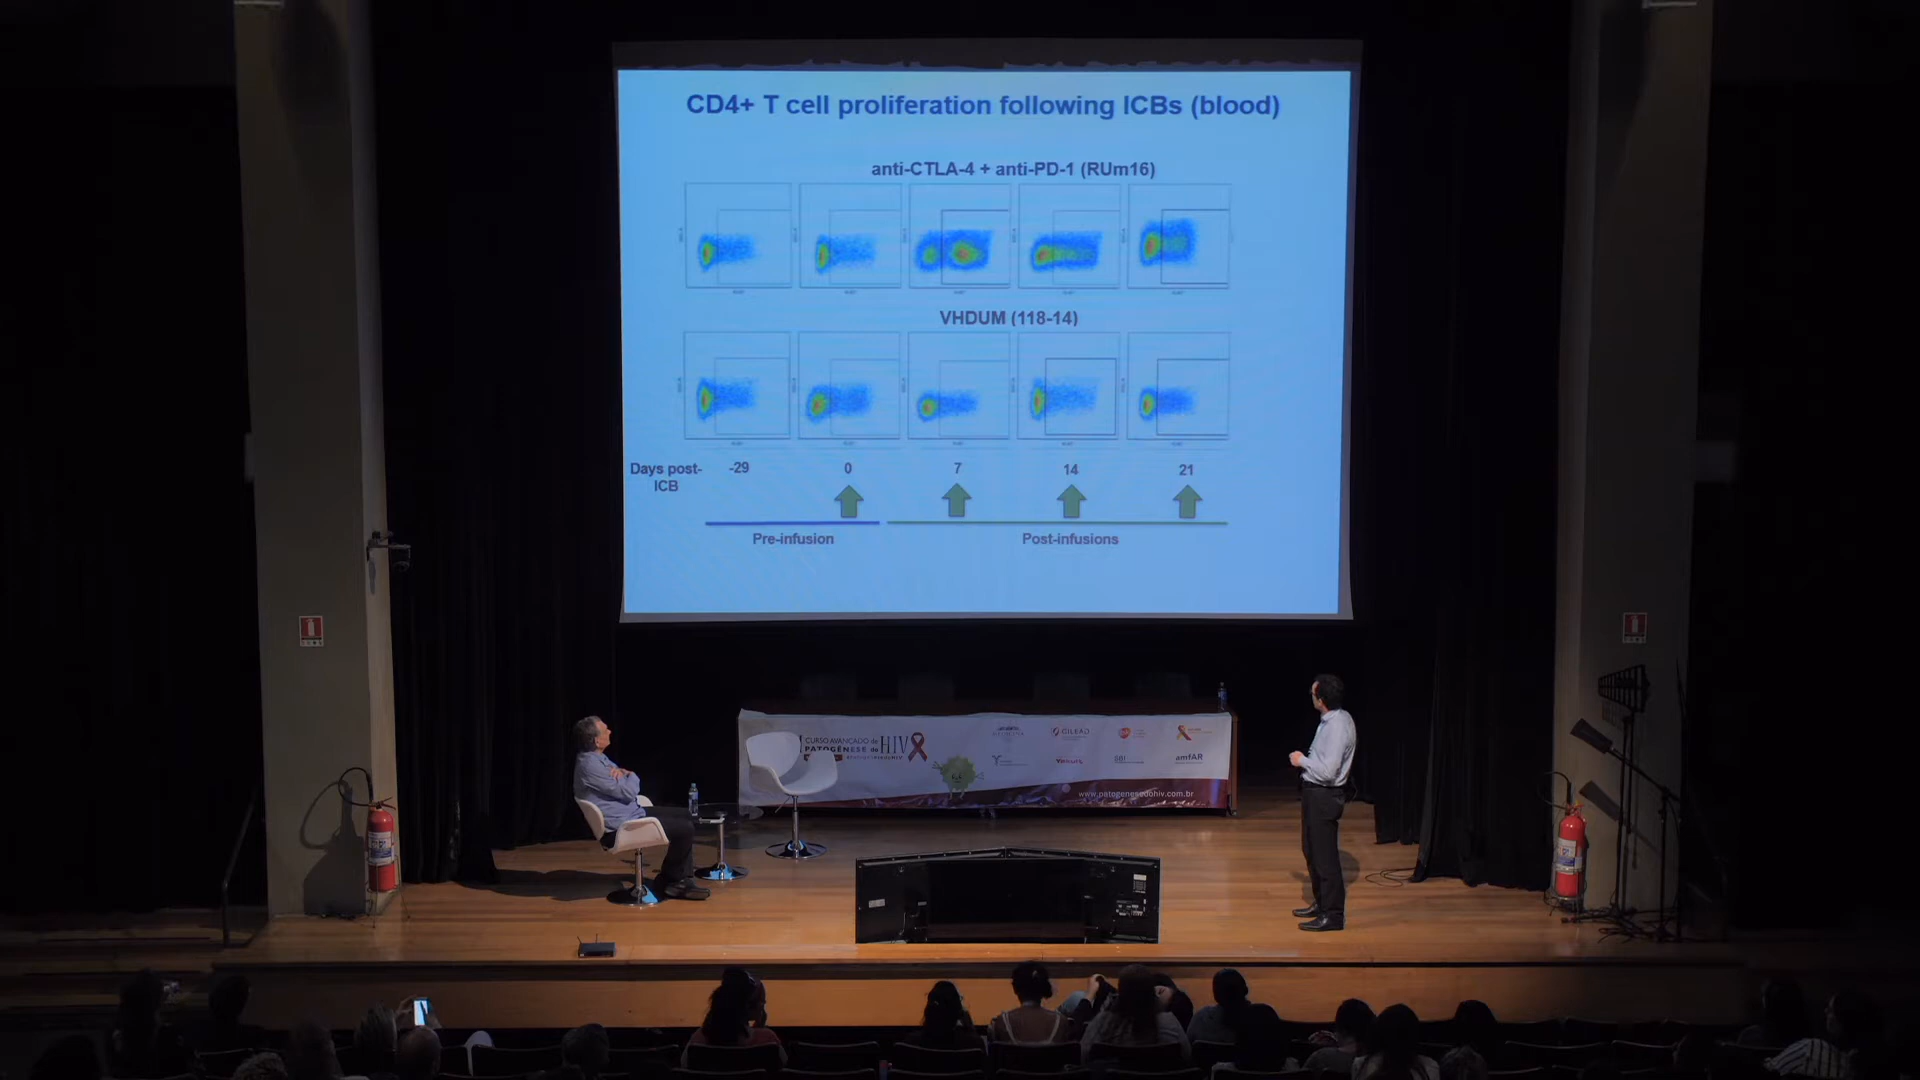 CD4+ T cell proliferation following ICBs (blood)
anti-CTLA-4 + anti-PD-1 (RUm16)
VHDUM (118-14)
Days post-
ICB
-29
0
7
14
21
Pre-infusion
Post-infusions
CURSO AVANÇADO de
PATOGÊNESE do HIV
GILEAD
SBI
amfAR
www.patogenesedohiv.com.br